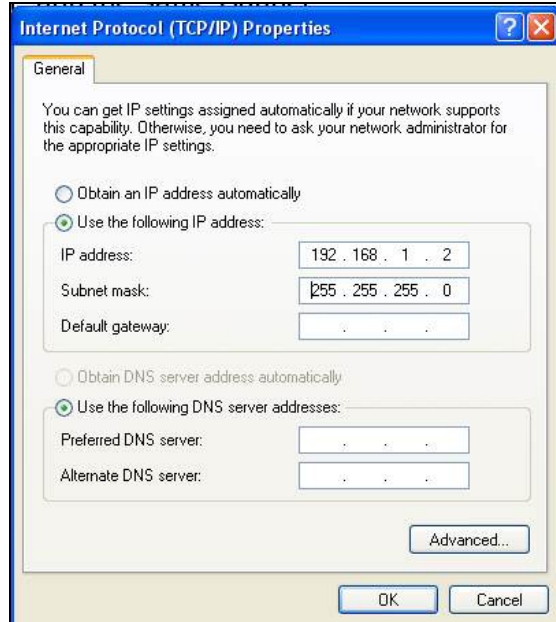 Internet Protocol (TCP/IP) Properties
General
You can get IP settings assigned automatically if your network supports
this capability. Otherwise, you need to ask your network administrator for
the appropriate IP settings.
Obtain an IP address automatically
Use the following IP address:
IP address: 192 . 168 . 1 . 2
Subnet mask: 255 . 255 . 255 . 0
Default gateway: . . .
Obtain DNS server address automatically
Use the following DNS server addresses:
Preferred DNS server: . . .
Alternate DNS server: . . .
Advanced...
OK Cancel